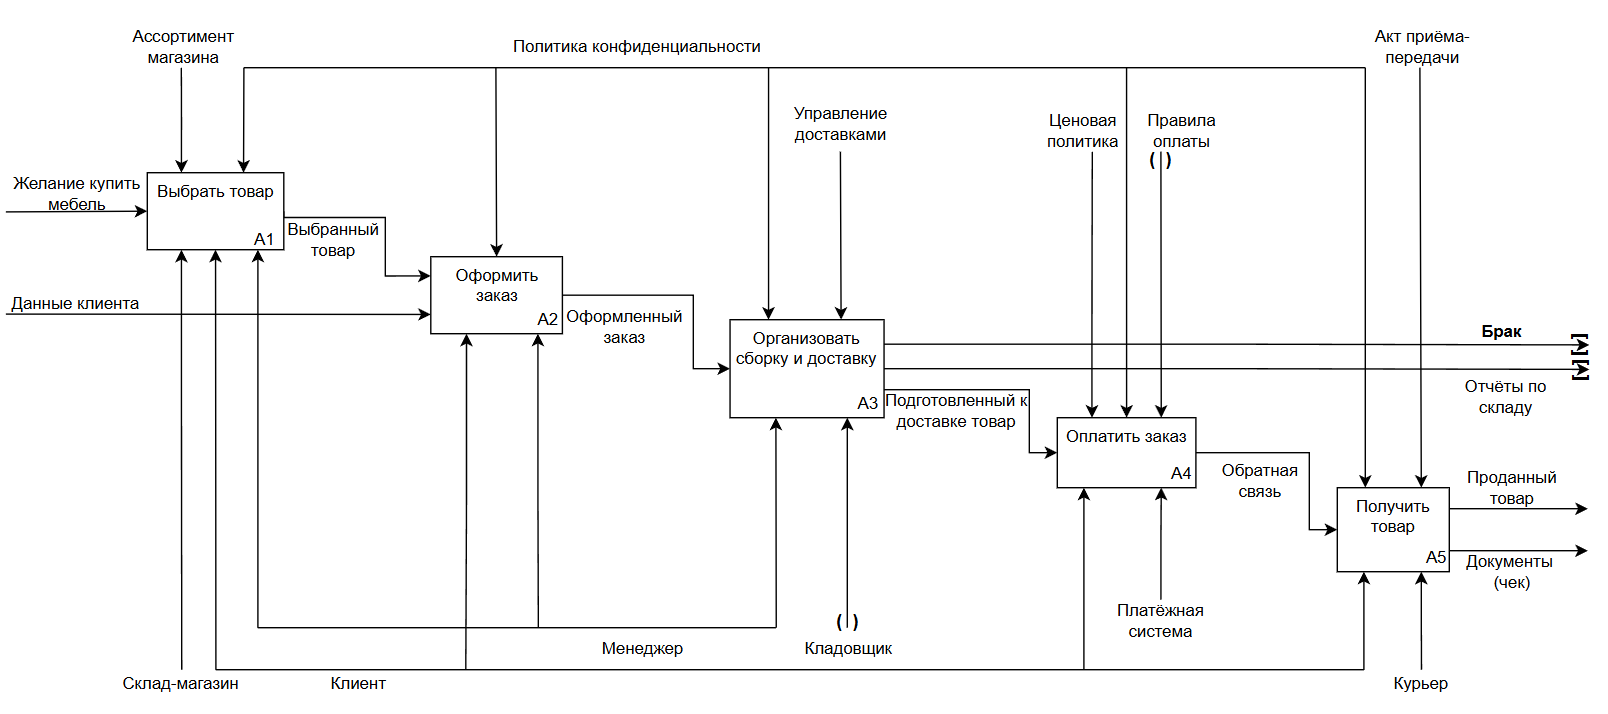 Ассортимент
магазина
Политика конфиденциальности
Акт приёма-
передачи
Управление
доставками
Ценовая
политика
Правила
оплаты
( )
Желание купить
мебель
Выбрать товар
A1
Выбранный
товар
Данные клиента
Оформить
заказ
A2
Оформленный
заказ
Организовать
сборку и доставку
A3
Брак
[ ]
[ ]
Отчёты по
складу
Подготовленный к
доставке товар
Оплатить заказ
A4
Обратная
связь
Получить
товар
A5
Проданный
товар
Документы
(чек)
Платёжная
система
( )
Менеджер
Кладовщик
Склад-магазин
Клиент
Курьер